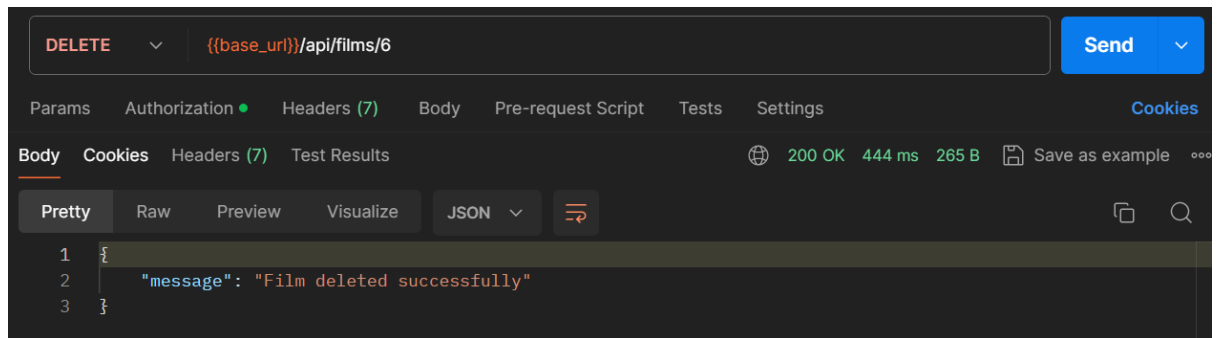 DELETE {{base_url}}/api/films/6 Send
Params Authorization Headers (7) Body Pre-request Script Tests Settings Cookies
Body Cookies Headers (7) Test Results 200 OK 444 ms 265 B Save as example
Pretty Raw Preview Visualize JSON
1 {
2 "message": "Film deleted successfully"
3 }